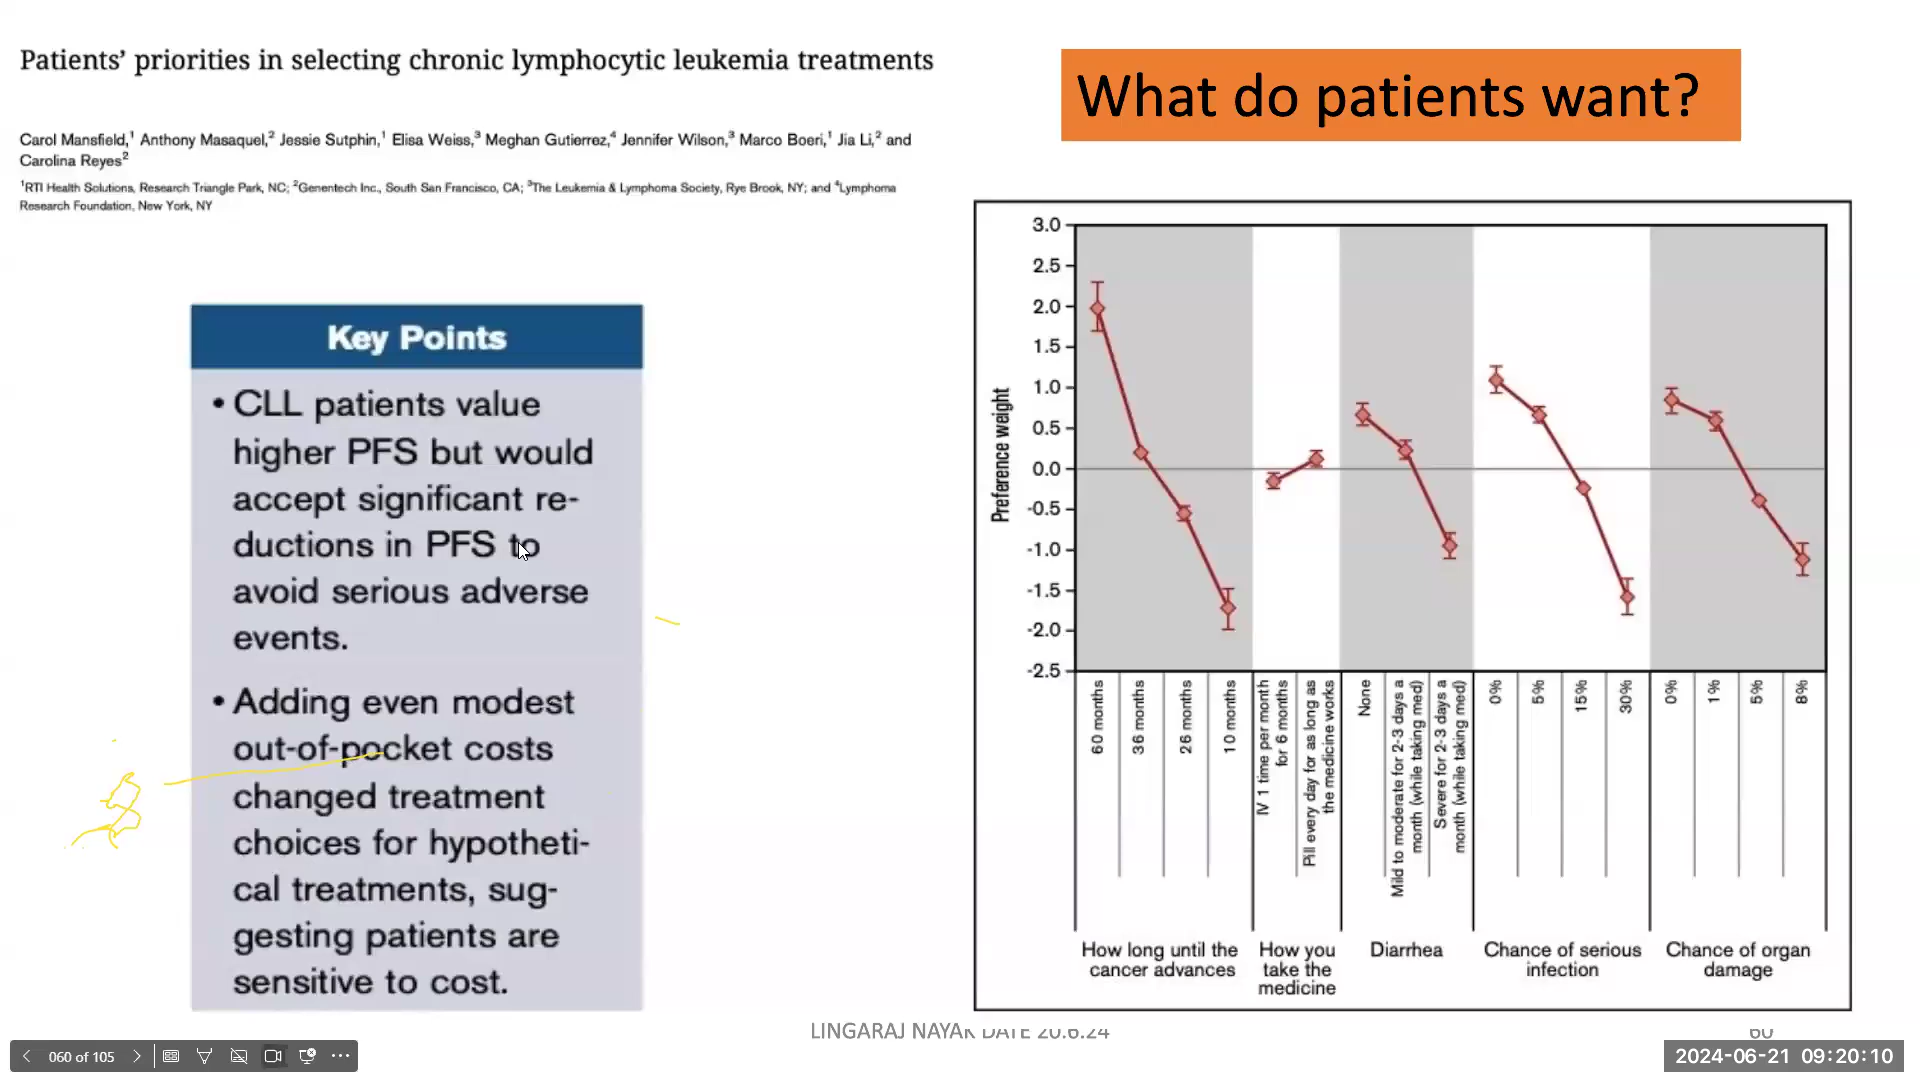 Patients’ priorities in selecting chronic lymphocytic leukemia treatments
What do patients want?
Carol Mansfield,1 Anthony Masaquel,2 Jessie Sutphin,1 Elisa Weiss,3 Meghan Gutierrez,4 Jennifer Wilson,3 Marco Boeri,1 Jia Li,2 and
Carolina Reyes2
1RTI Health Solutions, Research Triangle Park, NC; 2Genentech Inc., South San Francisco, CA; 3The Leukemia & Lymphoma Society, Rye Brook, NY; and 4Lymphoma
Research Foundation, New York, NY
Key Points
• CLL patients value
higher PFS but would
accept significant re-
ductions in PFS to
avoid serious adverse
events.
• Adding even modest
out-of-pocket costs
changed treatment
choices for hypotheti-
cal treatments, sug-
gesting patients are
sensitive to cost.
Preference weight
3.0
2.5
2.0
1.5
1.0
0.5
0.0
-0.5
-1.0
-1.5
-2.0
-2.5
60 months
36 months
26 months
10 months
IV 1 time per month
for 6 months
Pill every day for as long as
the medicine works
None
Mild to moderate for 2-3 days a
month (while taking med)
Severe for 2-3 days a
month (while taking med)
0%
5%
15%
30%
0%
1%
5%
8%
How long until the
cancer advances
How you
take the
medicine
Diarrhea
Chance of serious
infection
Chance of organ
damage
LINGARAJ NAYAK DATE 20.6.24
60
060 of 105
2024-06-21 09:20:10